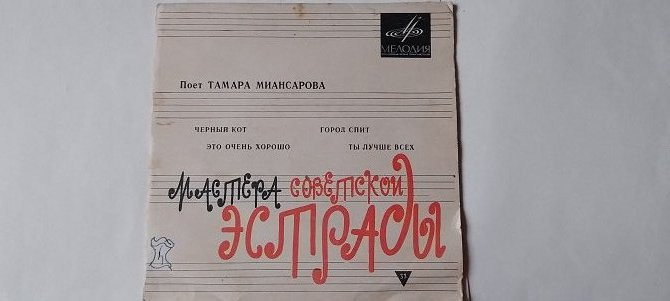 МЕЛОДИЯ
Поет ТАМАРА МИАНСАРОВА
ЧЕРНЫЙ КОТ ГОРОД СПИТ
ЭТО ОЧЕНЬ ХОРОШО ТЫ ЛУЧШЕ ВСЕХ
МАСТЕРА СОВЕТСКОЙ
ЭСТРАДЫ